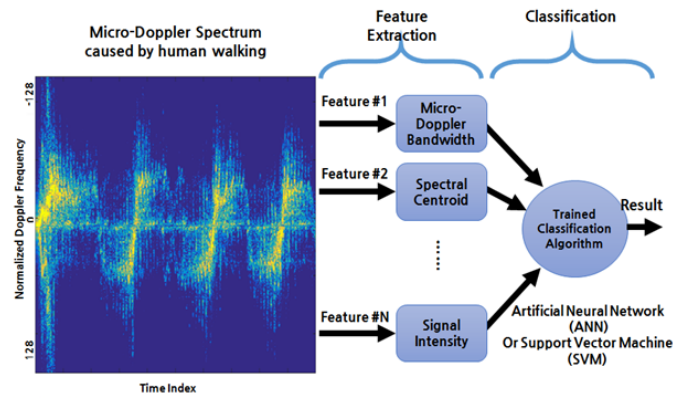 Micro-Doppler Spectrum
caused by human walking
Feature
Extraction
Classification
-128
Normalized Doppler Frequency
0
128
Time Index
Feature #1
Micro-
Doppler
Bandwidth
Feature #2
Spectral
Centroid
......
Feature #N
Signal
Intensity
Trained
Classification
Algorithm
Result
Artificial Neural Network
(ANN)
Or Support Vector Machine
(SVM)